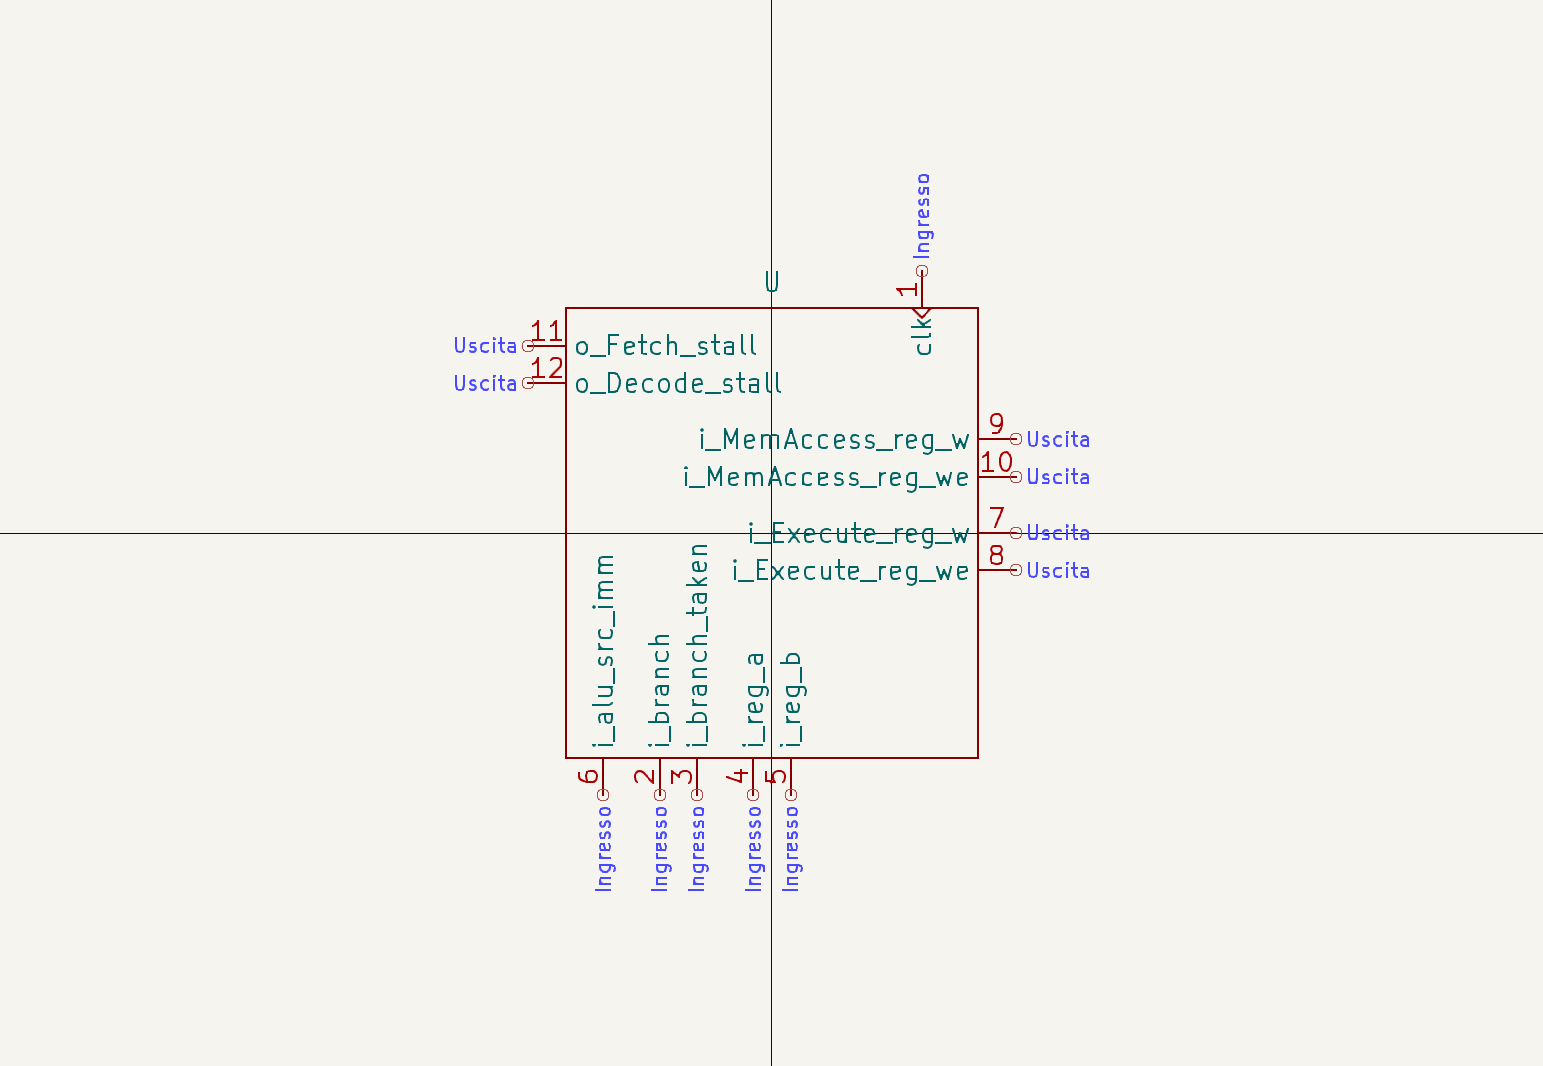 Ingresso
1
U
clk
11
Uscita
o_Fetch_stall
12
Uscita
o_Decode_stall
9
i_MemAccess_reg_w
Uscita
10
i_MemAccess_reg_we
Uscita
7
i_Execute_reg_w
Uscita
8
i_Execute_reg_we
Uscita
i_alu_src_imm
i_branch
i_branch_taken
i_reg_a
i_reg_b
6
2
3
4
5
Ingresso
Ingresso
Ingresso
Ingresso
Ingresso